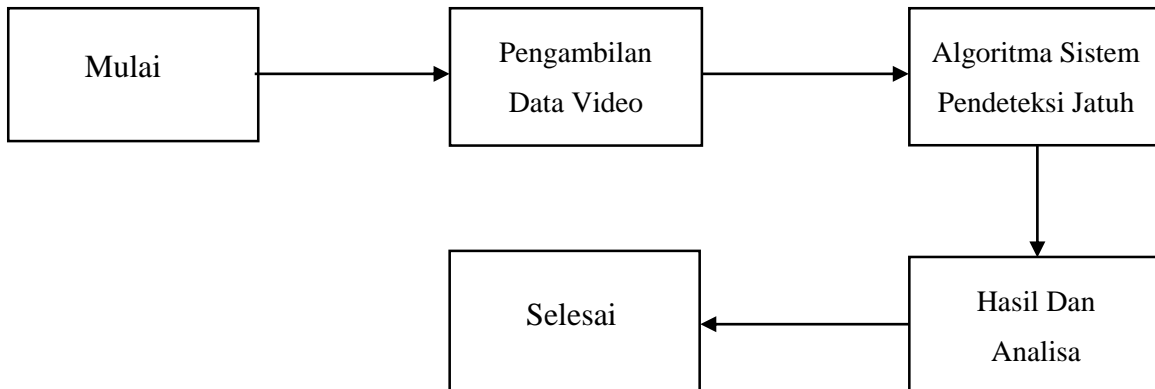 Mulai
Pengambilan
Data Video
Algoritma Sistem
Pendeteksi Jatuh
Hasil Dan
Analisa
Selesai